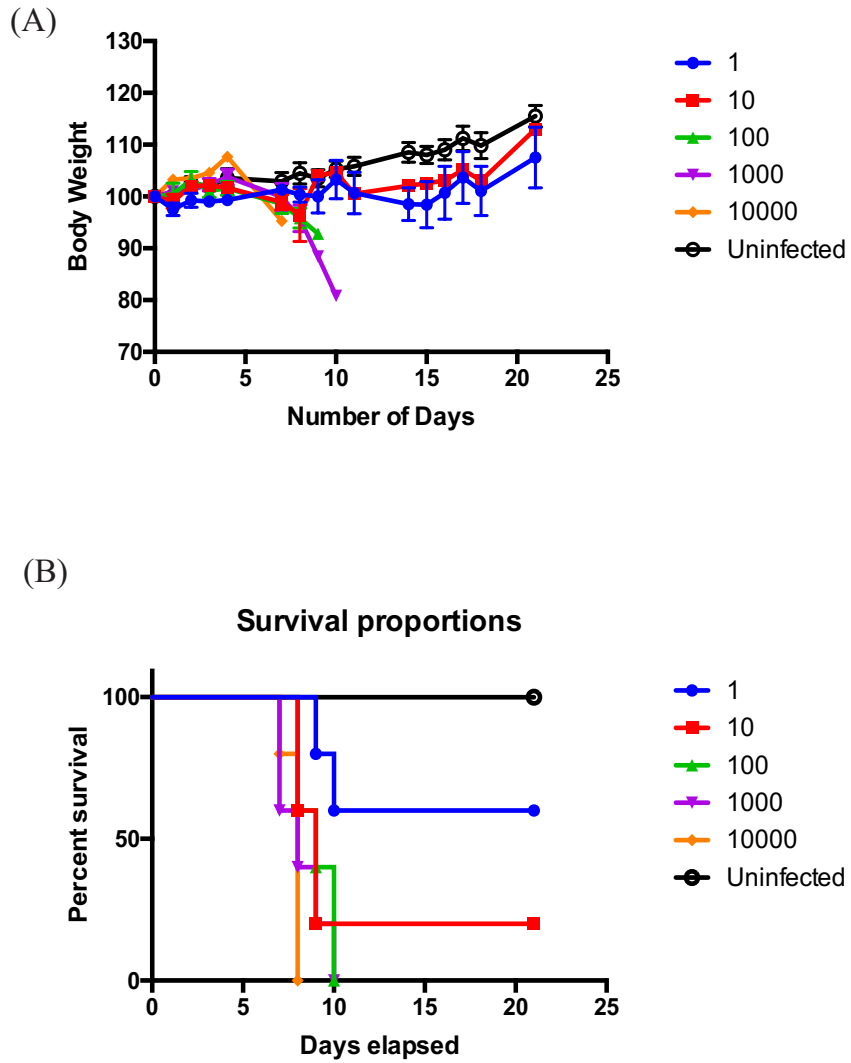 (A)
130
120
110
100
90
80
70
Body Weight
0 5 10 15 20 25
Number of Days
1
10
100
1000
10000
Uninfected
(B)
Survival proportions
100
50
0
Percent survival
0 5 10 15 20 25
Days elapsed
1
10
100
1000
10000
Uninfected